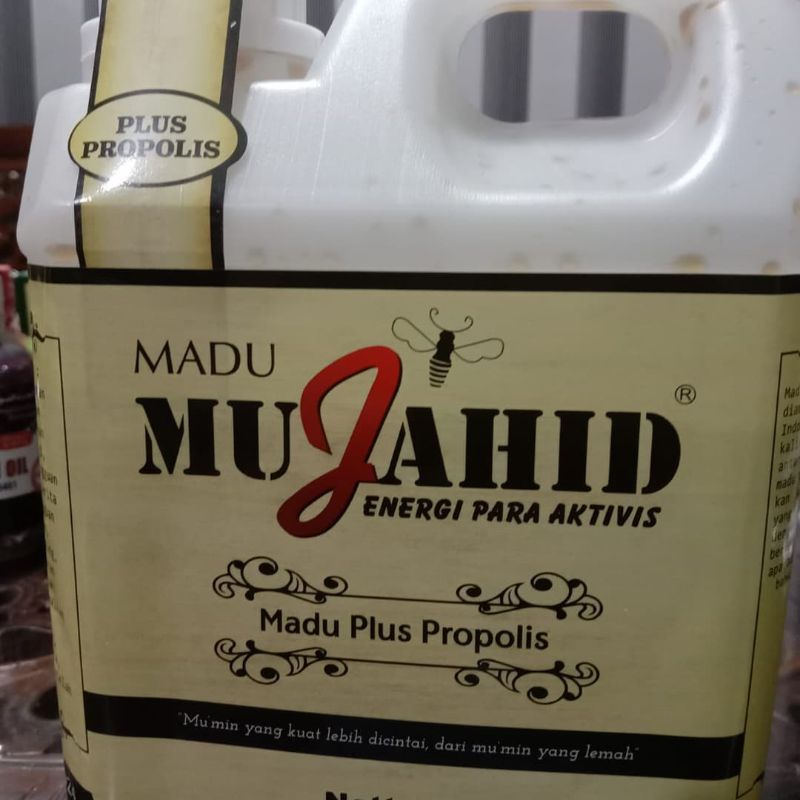 PLUS
PROPOLIS
MADU
MUJAHID
®
ENERGI PARA AKTIVIS
Madu Plus Propolis
"Mu'min yang kuat lebih dicintai, dari mu'min yang lemah"
OIL